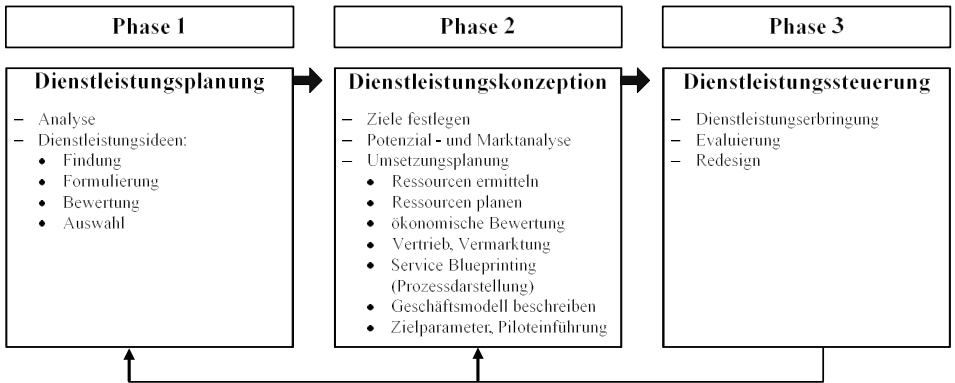 Phase 1
Phase 2
Phase 3
Dienstleistungsplanung
– Analyse
– Dienstleistungsideen:
• Findung
• Formulierung
• Bewertung
• Auswahl
Dienstleistungskonzeption
– Ziele festlegen
– Potenzial - und Marktanalyse
– Umsetzungsplanung
• Ressourcen ermitteln
• Ressourcen planen
• ökonomische Bewertung
• Vertrieb, Vermarktung
• Service Blueprinting
(Prozessdarstellung)
• Geschäftsmodell beschreiben
• Zielparameter, Piloteinführung
Dienstleistungssteuerung
– Dienstleistungserbringung
– Evaluierung
– Redesign